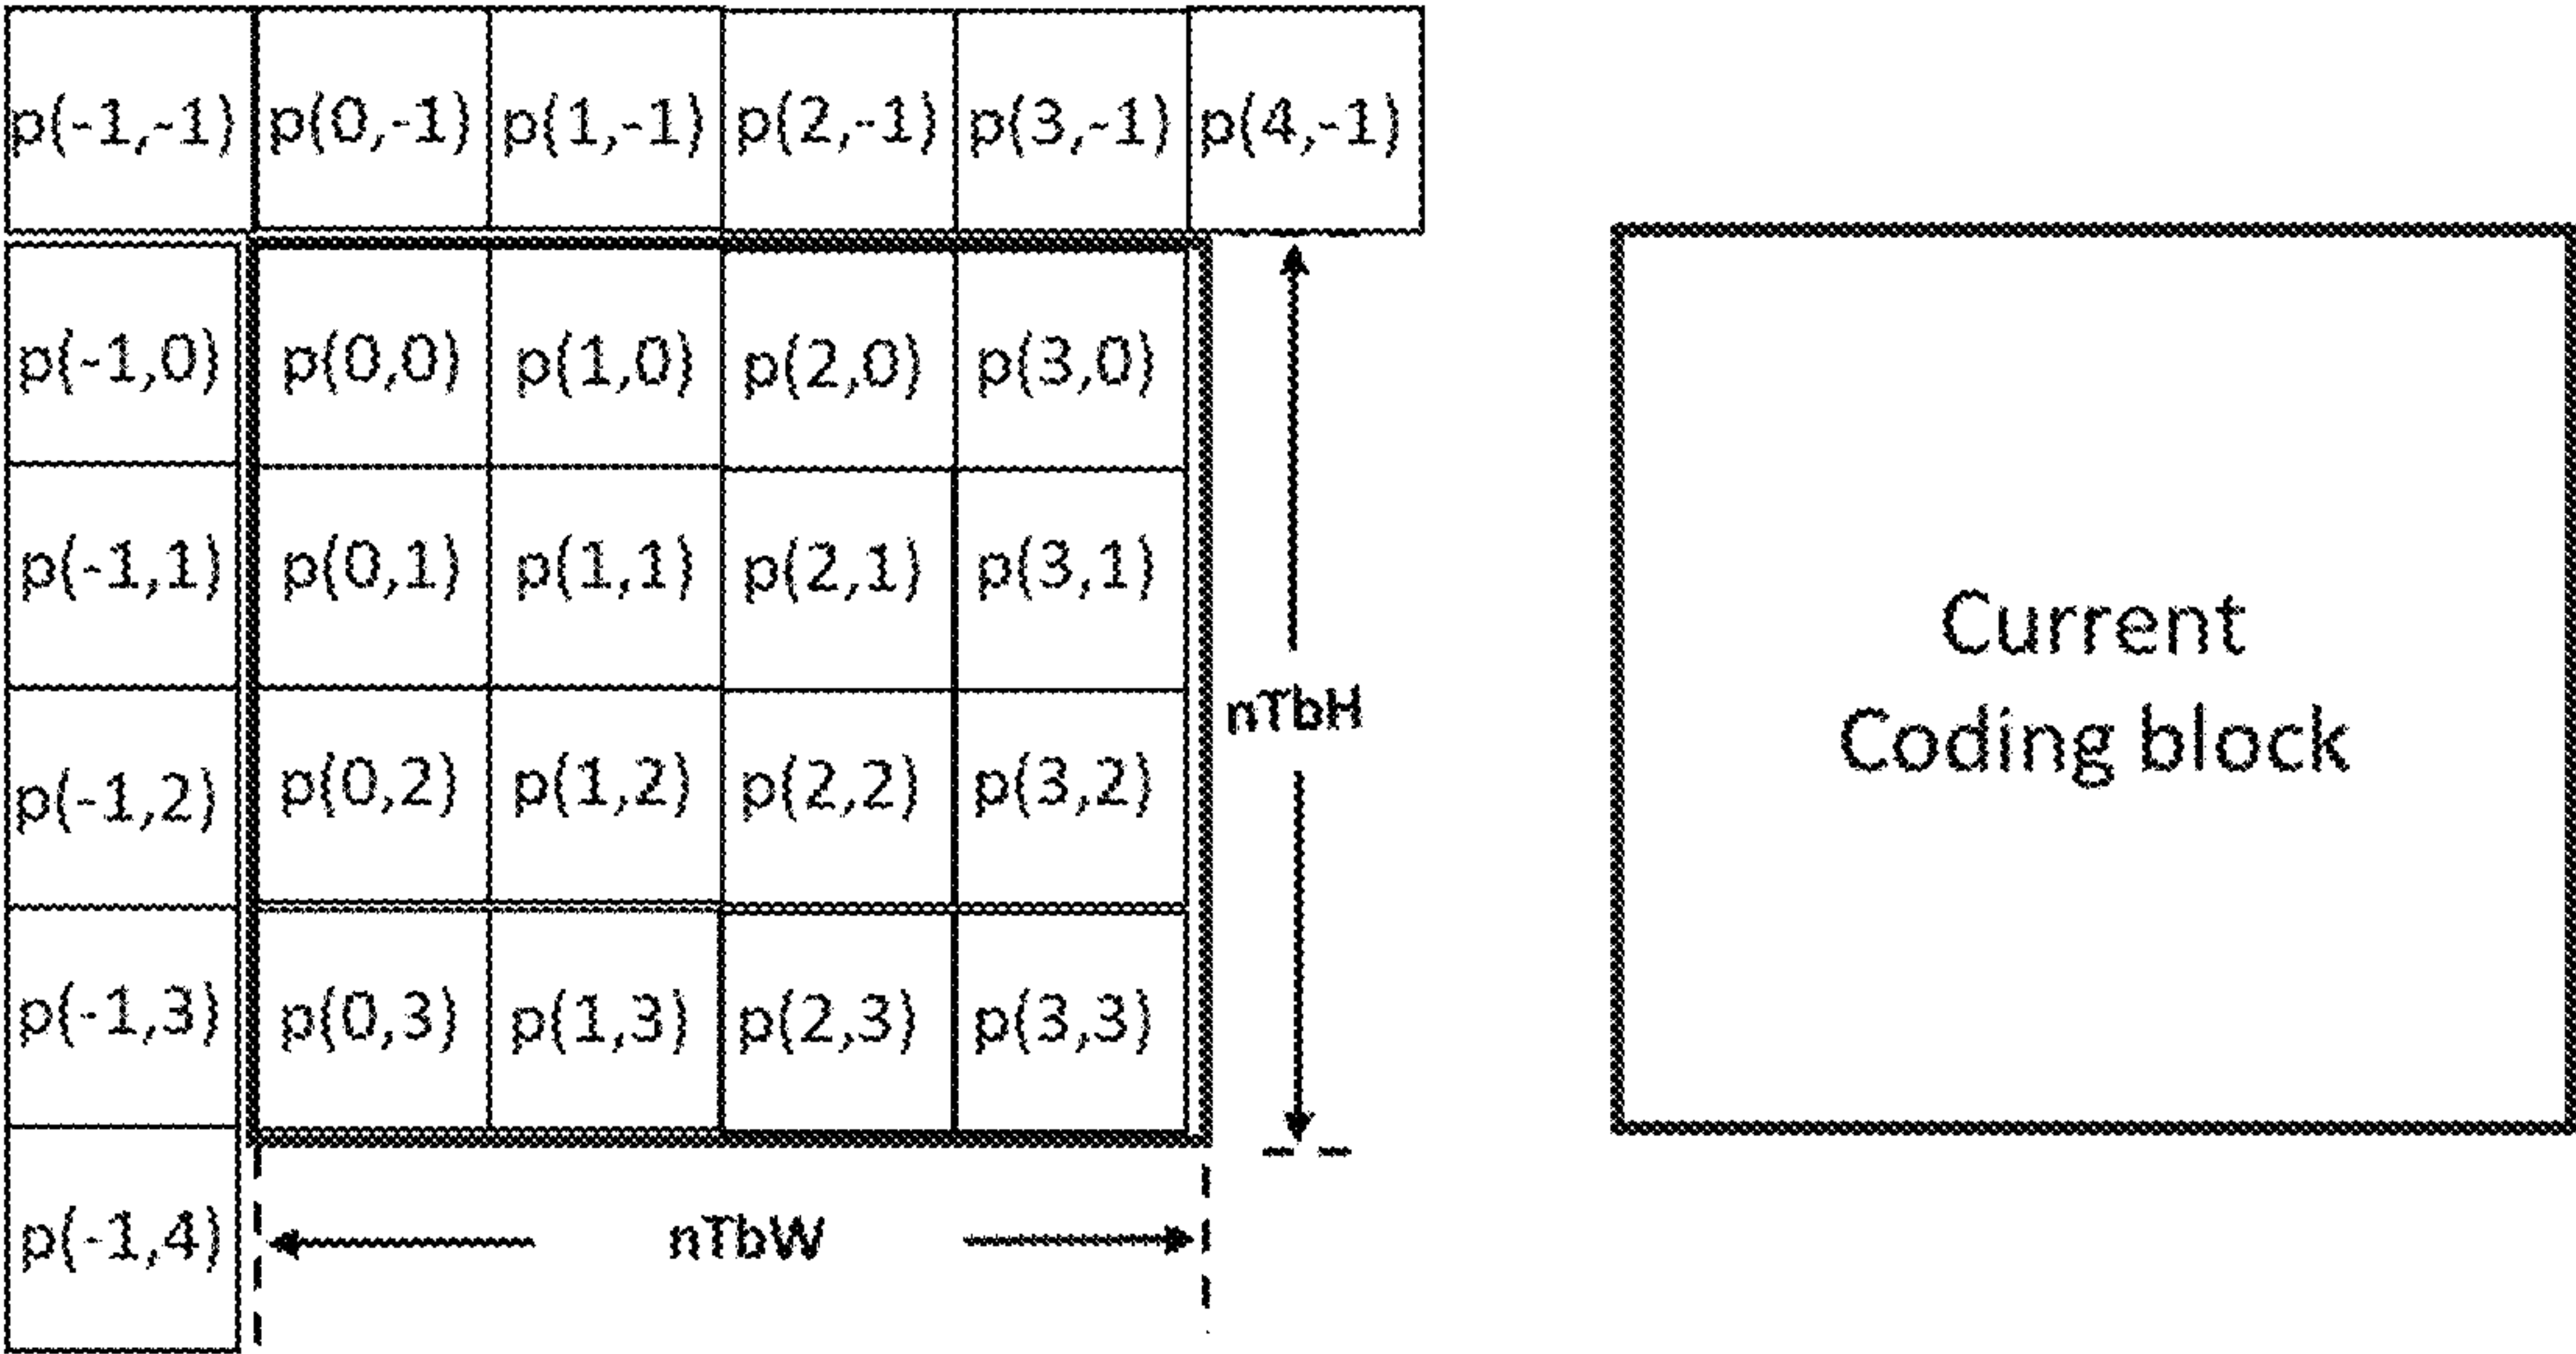 p(-1,-1) p(0,-1) p(1,-1) p(2,-1) p(3,-1) p(4,-1)
p(-1,0) p(0,0) p(1,0) p(2,0) p(3,0)
p(-1,1) p(0,1) p(1,1) p(2,1) p(3,1)
p(-1,2) p(0,2) p(1,2) p(2,2) p(3,2)
p(-1,3) p(0,3) p(1,3) p(2,3) p(3,3)
p(-1,4)
nTbH
nTbW
Current
Coding block